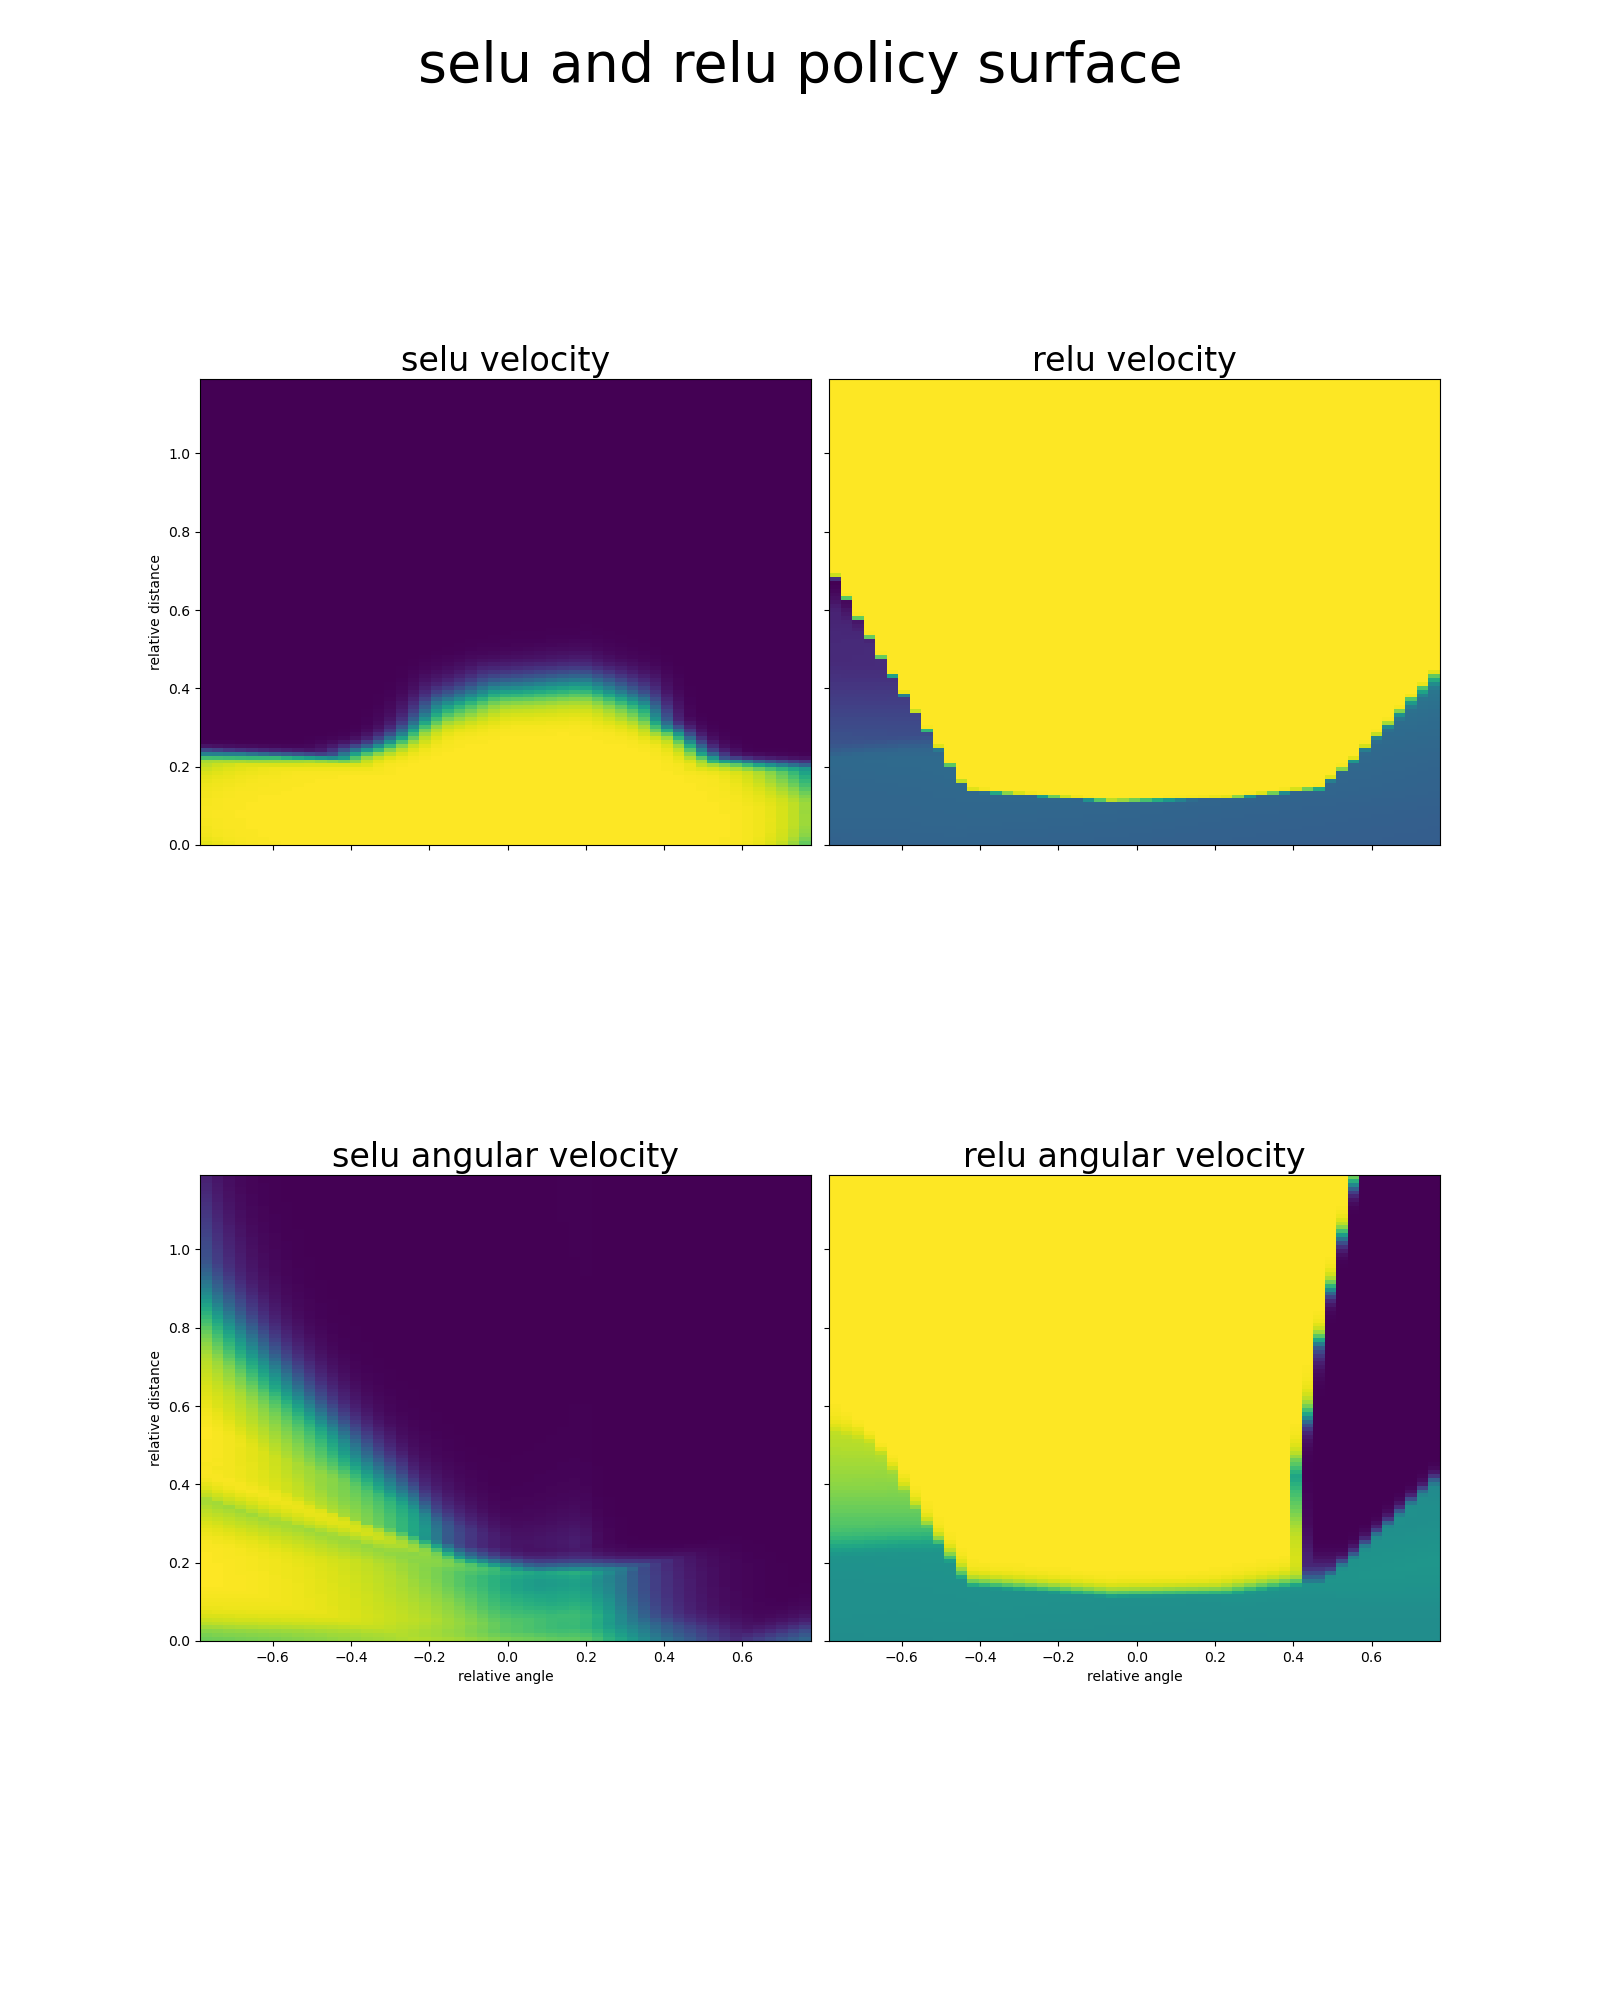 selu and relu policy surface
selu velocity
relu velocity
relative distance
1.0
0.8
0.6
0.4
0.2
0.0
selu angular velocity
relu angular velocity
relative distance
1.0
0.8
0.6
0.4
0.2
0.0
−0.6 −0.4 −0.2 0.0 0.2 0.4 0.6
−0.6 −0.4 −0.2 0.0 0.2 0.4 0.6
relative angle
relative angle